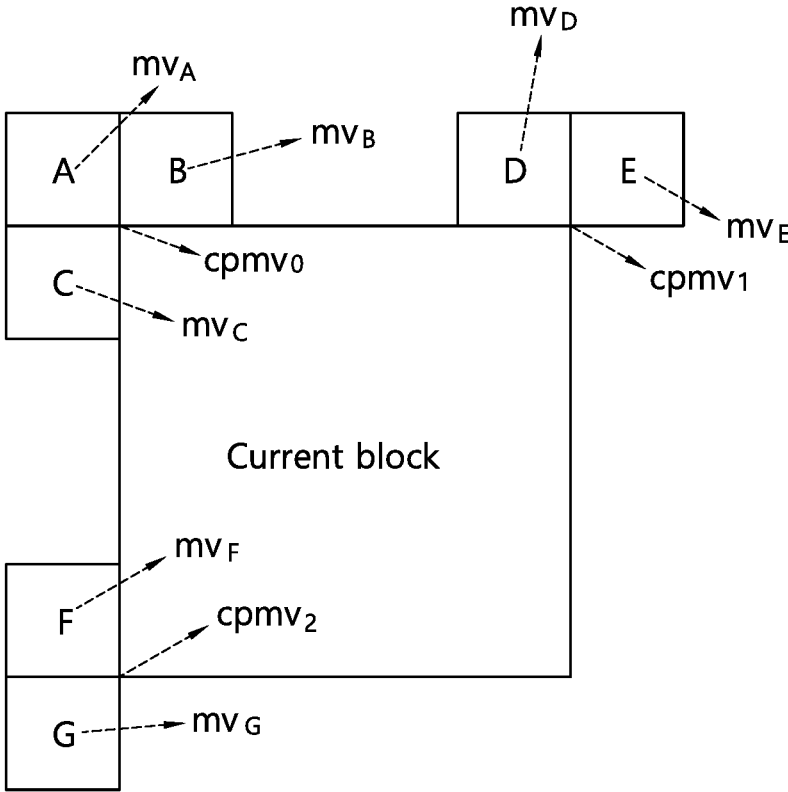 mvD
mvA
mvB
A
B
D
E
mvE
cpmv0
cpmv1
C
mvC
Current block
mvF
F
cpmv2
G
mvG